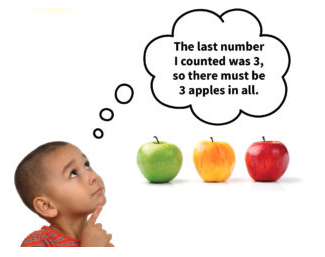 The last number
I counted was 3,
so there must be
3 apples in all.